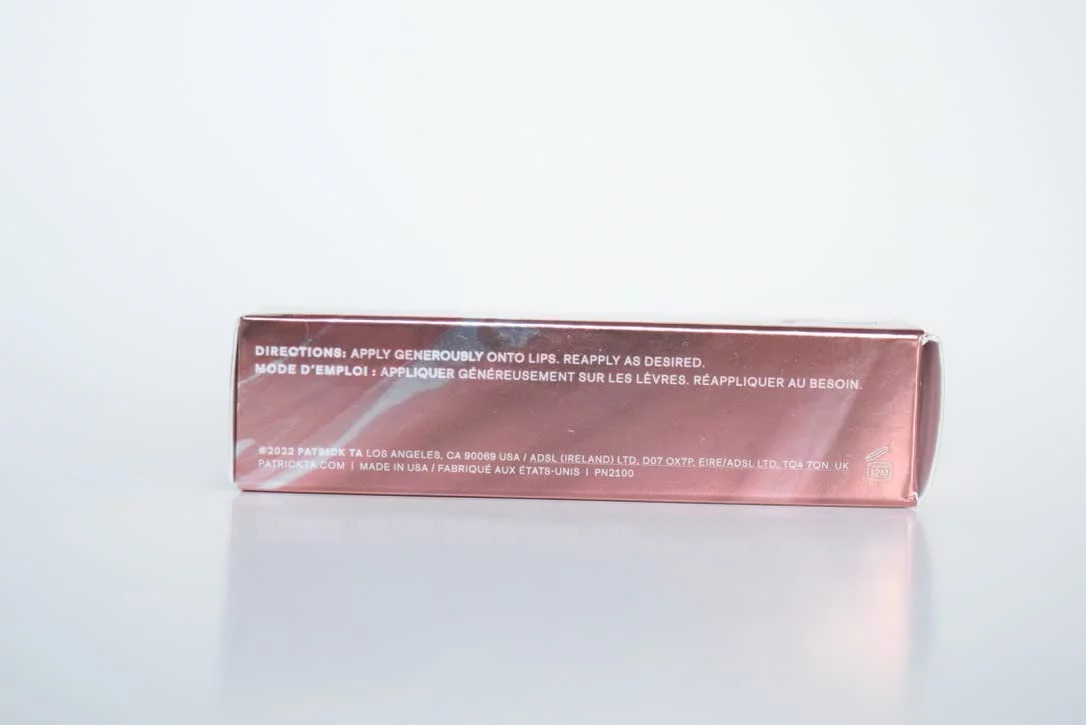 DIRECTIONS: APPLY GENEROUSLY ONTO LIPS. REAPPLY AS DESIRED.
MODE D'EMPLOI : APPLIQUER GÉNÉREUSEMENT SUR LES LÈVRES. RÉAPPLIQUER AU BESOIN.
©2022 PATRICK TA LOS ANGELES, CA 90069 USA / ADSL (IRELAND) LTD, D07 OX7P, EIRE/ADSL LTD, TQ4 7QN, UK
PATRICKTA.COM | MADE IN USA / FABRIQUÉ AUX ÉTATS-UNIS | PN2100
12M